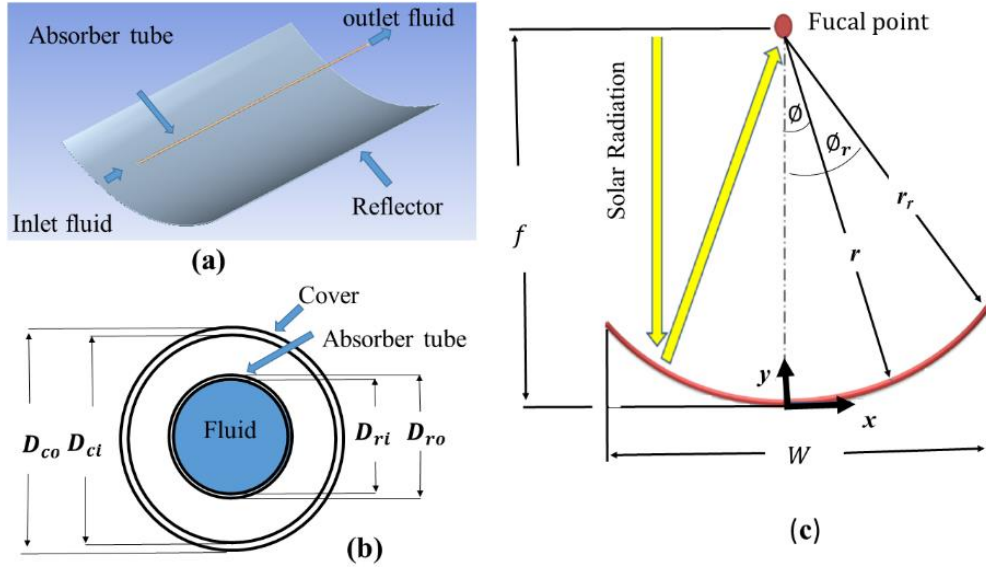 outlet fluid
Absorber tube
Inlet fluid
Reflector
(a)
Cover
Absorber tube
Fluid
D_co D_ci D_ri D_ro
(b)
Fucal point
Solar Radiation
∅
∅_r
f
r_r
r
y
x
W
(c)